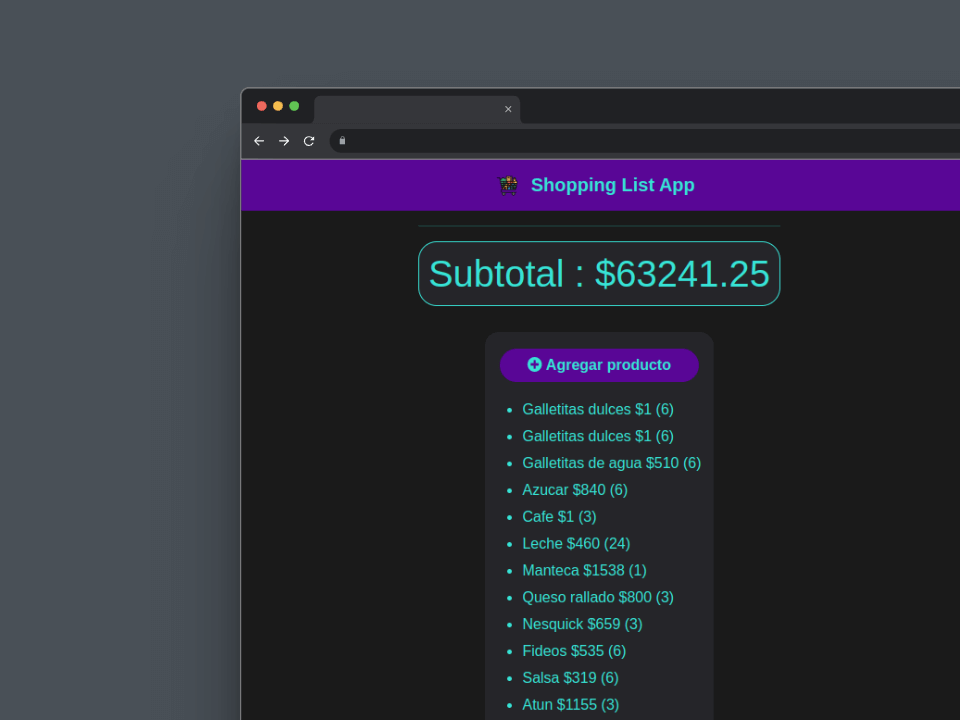 Shopping List App
Subtotal : $63241.25
Agregar producto
Galletitas dulces $1 (6)
Galletitas dulces $1 (6)
Galletitas de agua $510 (6)
Azucar $840 (6)
Cafe $1 (3)
Leche $460 (24)
Manteca $1538 (1)
Queso rallado $800 (3)
Nesquick $659 (3)
Fideos $535 (6)
Salsa $319 (6)
Atun $1155 (3)